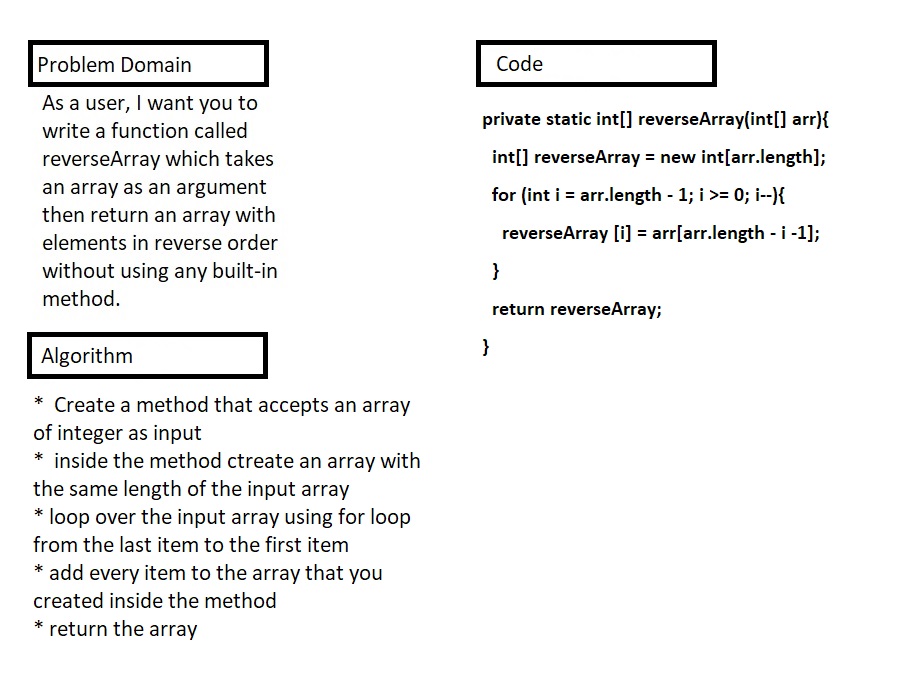 Problem Domain
As a user, I want you to
write a function called
reverseArray which takes
an array as an argument
then return an array with
elements in reverse order
without using any built-in
method.
Algorithm
* Create a method that accepts an array
of integer as input
* inside the method ctreate an array with
the same length of the input array
* loop over the input array using for loop
from the last item to the first item
* add every item to the array that you
created inside the method
* return the array
Code
private static int[] reverseArray(int[] arr){
int[] reverseArray = new int[arr.length];
for (int i = arr.length - 1; i >= 0; i--){
reverseArray [i] = arr[arr.length - i -1];
}
return reverseArray;
}